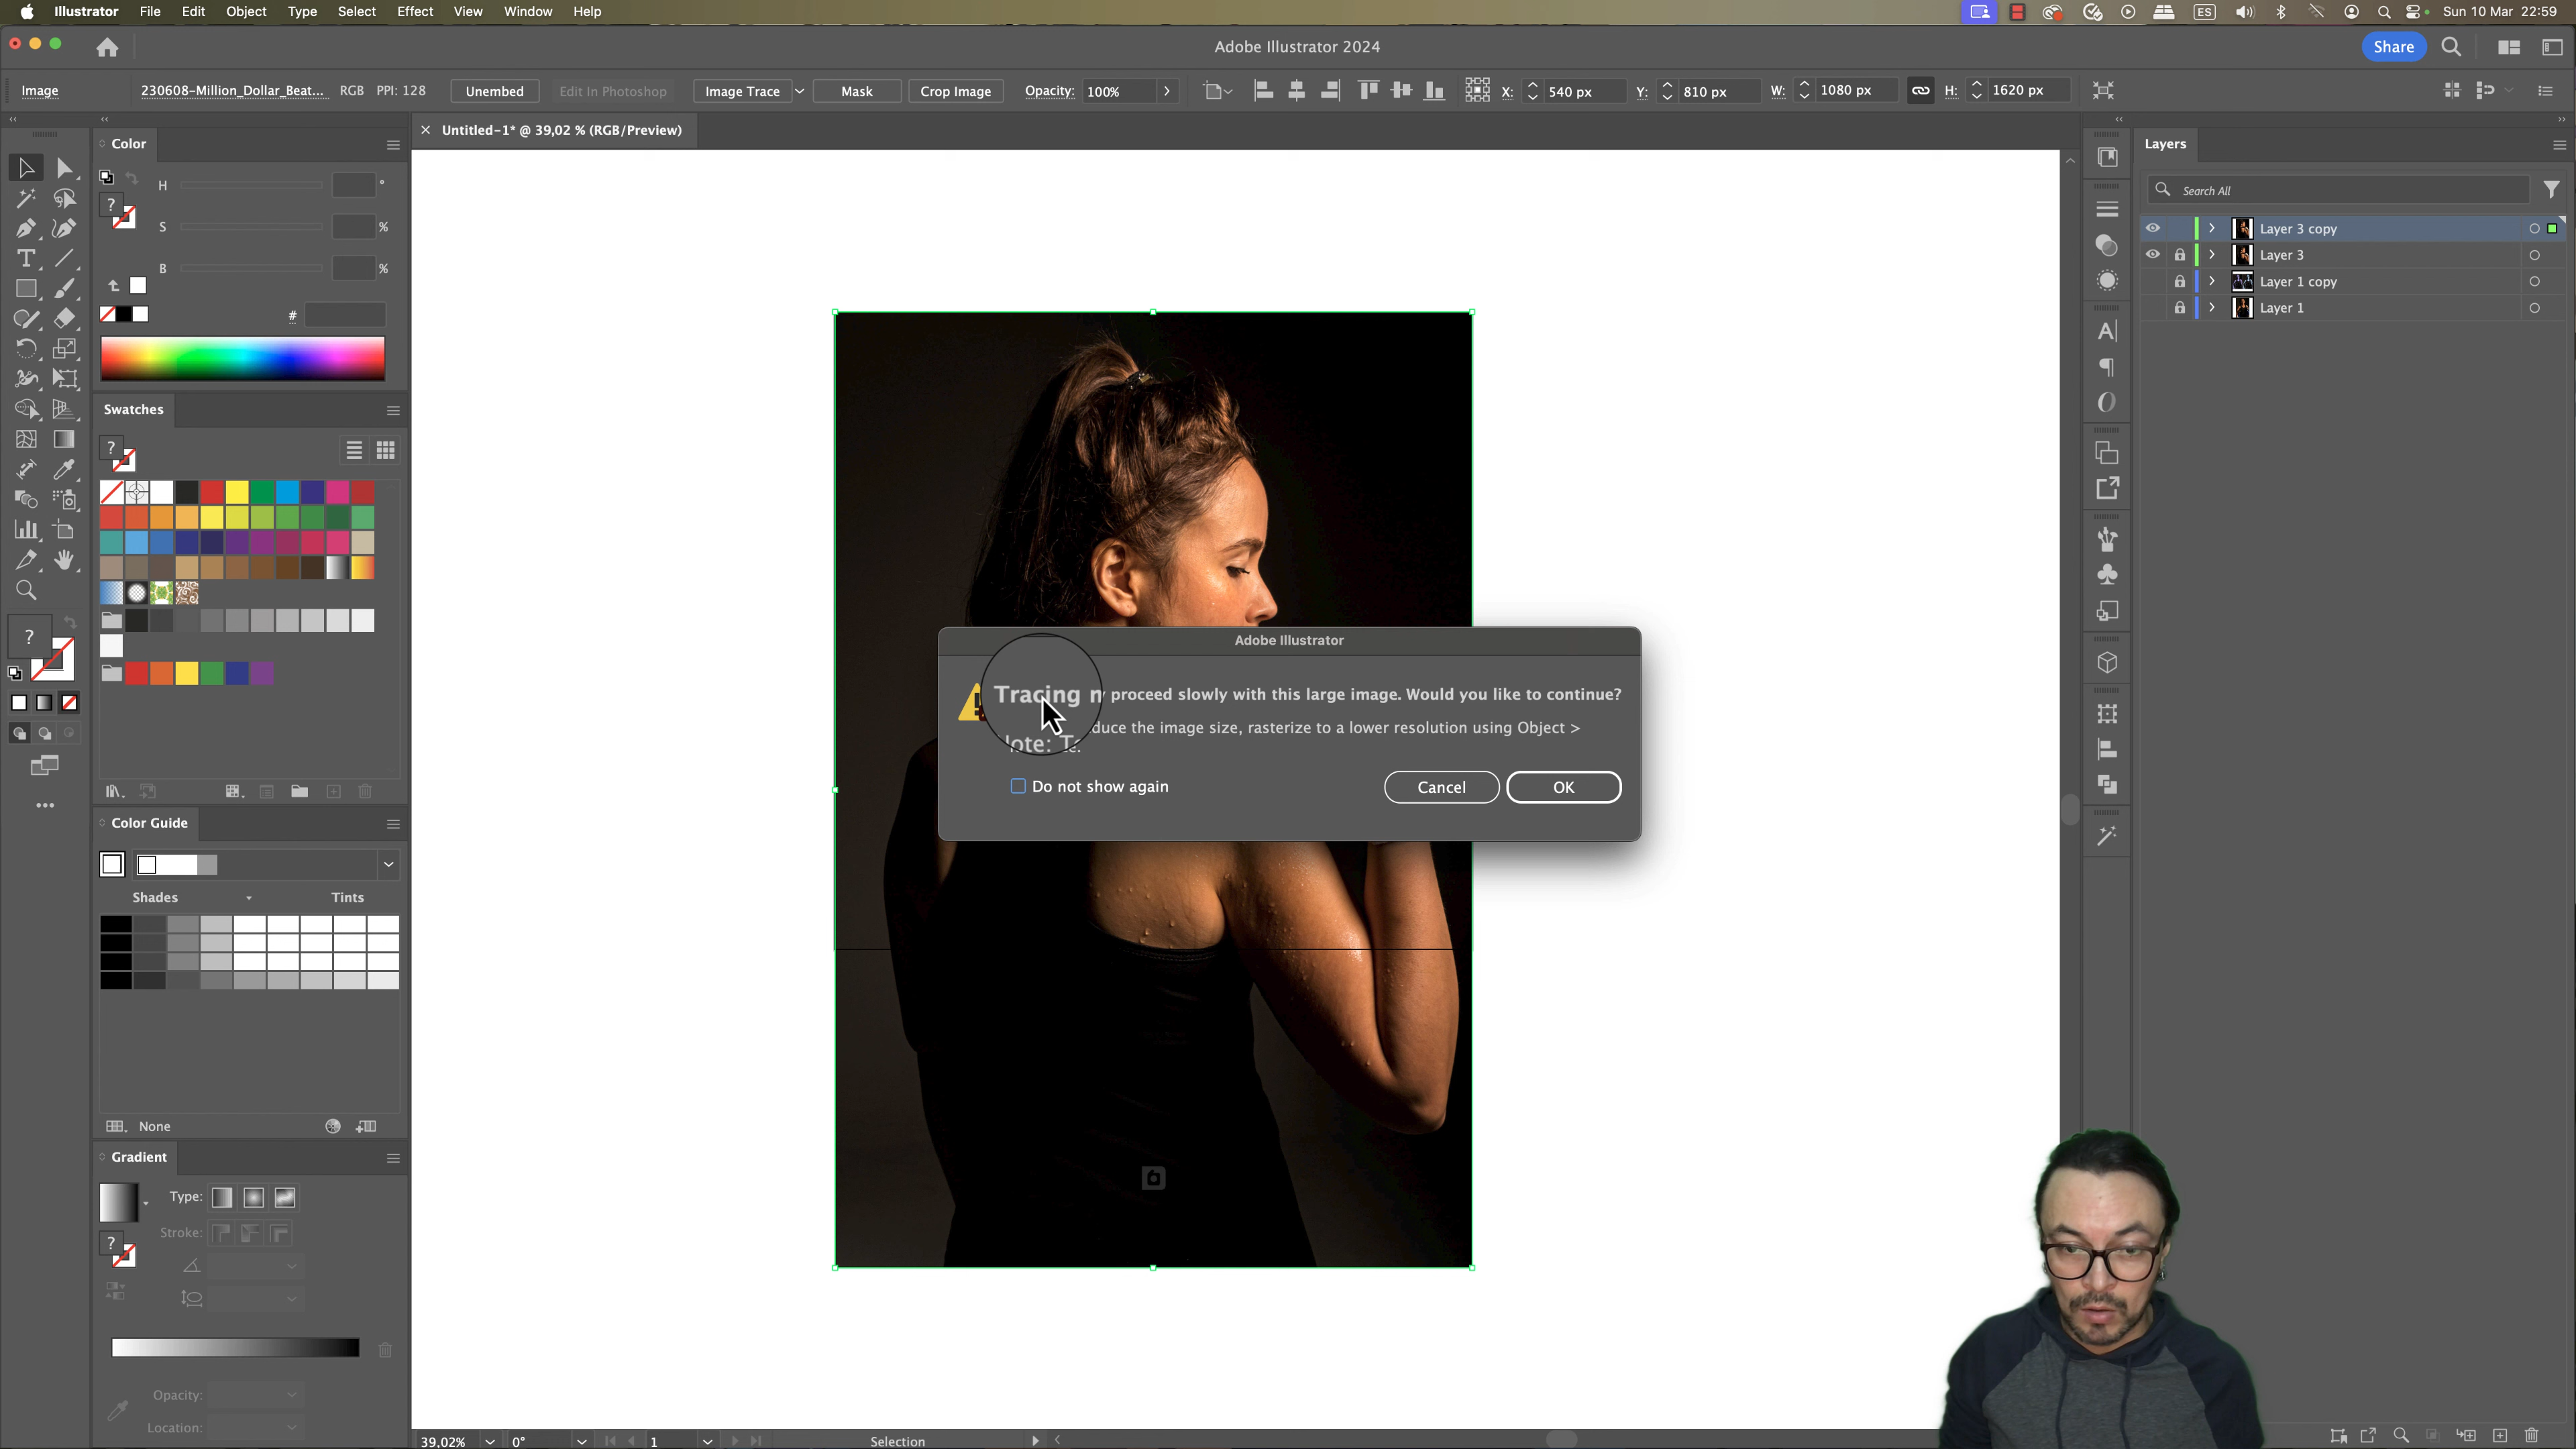 Illustrator File Edit Object Type Select Effect View Window Help
ES
Sun 10 Mar 22:59
Adobe Illustrator 2024
Share
Image
230608-Million_Dollar_Beat... RGB PPI: 128
Unembed
Edit In Photoshop
Image Trace
Mask
Crop Image
Opacity: 100%
X: 540 px
Y: 810 px
W: 1080 px
H: 1620 px
× Untitled-1* @ 39,02 % (RGB/Preview)
Color
H °
S %
B %
#
Swatches
Color Guide
Shades Tints
None
Gradient
Type:
Stroke:
Opacity:
Location:
Layers
Search All
Layer 3 copy
Layer 3
Layer 1 copy
Layer 1
Adobe Illustrator
Tracing proceed slowly with this large image. Would you like to continue?
the image size, rasterize to a lower resolution using Object >
Do not show again
Cancel
OK
39,02%
0°
1
Selection